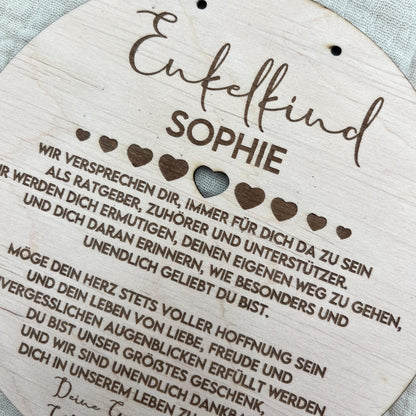 Enkelkind
SOPHIE
WIR VERSPRECHEN DIR, IMMER FÜR DICH DA ZU SEIN
ALS RATGEBER, ZUHÖRER UND UNTERSTÜTZER.
WERDEN DICH ERMUTIGEN, DEINEN EIGENEN WEG ZU GEHEN,
UND DICH DARAN ERINNERN, WIE BESONDERS UND
UNENDLICH GELIEBT DU BIST.
MÖGE DEIN HERZ STETS VOLLER HOFFNUNG SEIN
UND DEIN LEBEN VON LIEBE, FREUDE UND
VERGESSLICHEN AUGENBLICKEN ERFÜLLT WERDEN
DU BIST UNSER GRÖSSTES GESCHENK
UND WIR SIND UNENDLICH DANKBA
DICH IN UNSEREM LEBEN ZU
Deine